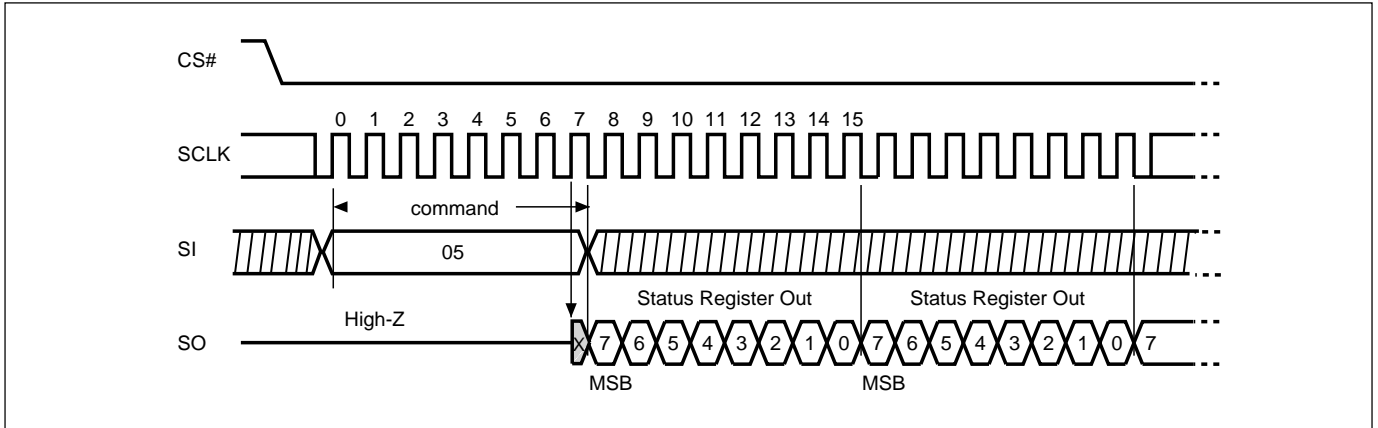 CS#
0 1 2 3 4 5 6 7 8 9 10 11 12 13 14 15
SCLK
command
SI
05
Status Register Out Status Register Out
High-Z
SO
X 7 6 5 4 3 2 1 0 7 6 5 4 3 2 1 0 7
MSB MSB